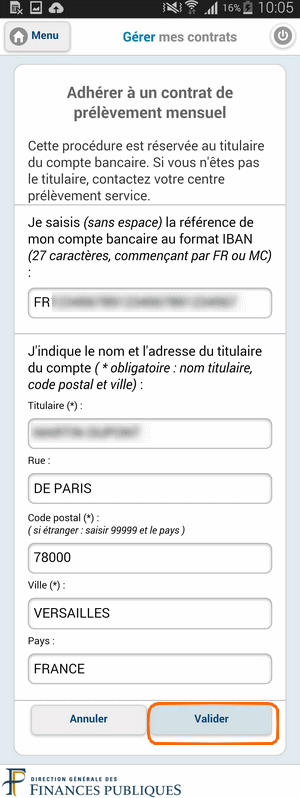 16% 10:05
Menu
Gérer mes contrats
Adhérer à un contrat de
prélèvement mensuel
Cette procédure est réservée au titulaire
du compte bancaire. Si vous n'êtes pas
le titulaire, contactez votre centre
prélèvement service.
Je saisis (sans espace) la référence de
mon compte bancaire au format IBAN
(27 caractères, commençant par FR ou MC)
:
FR
J'indique le nom et l'adresse du titulaire
du compte ( * obligatoire : nom titulaire,
code postal et ville) :
Titulaire (*) :
Rue :
DE PARIS
Code postal (*) :
( si étranger : saisir 99999 et le pays )
78000
Ville (*) :
VERSAILLES
Pays :
FRANCE
Annuler
Valider
DIRECTION GÉNÉRALE DES
FINANCES PUBLIQUES